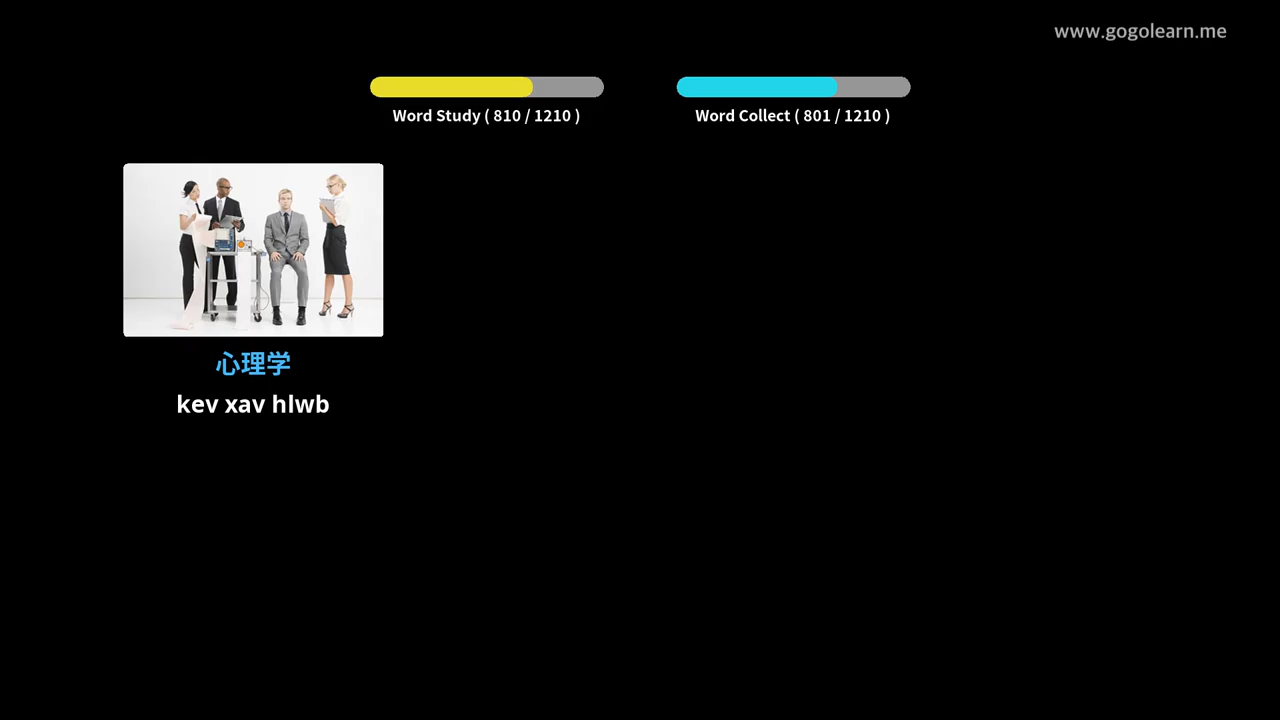 www.gogolearn.me
Word Study ( 810 / 1210 )
Word Collect ( 801 / 1210 )
心理学
kev xav hlwb